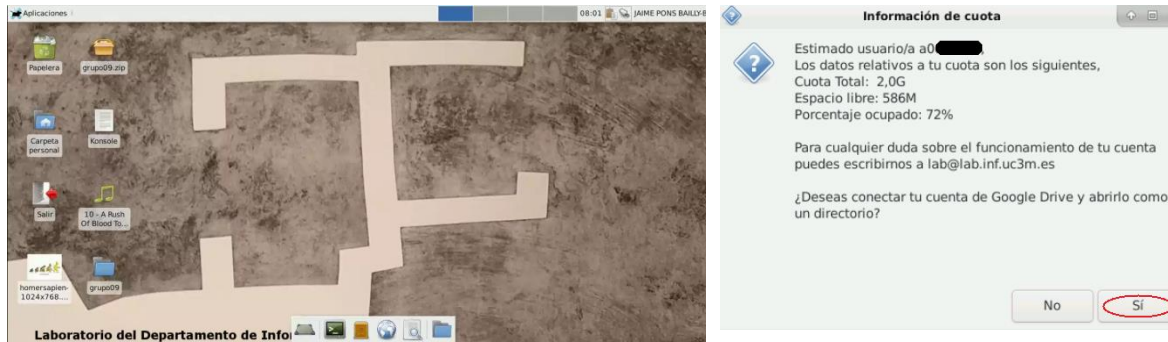 Aplicaciones
08:01
JAIME PONS BAILLY-B
Papelera
grupo09.zip
Carpeta
personal
Konsole
Salir
10 - A Rush
Of Blood To...
homersapien-
1024x768....
grupo09
Laboratorio del Departamento de Infor
Información de cuota
Estimado usuario/a a0
Los datos relativos a tu cuota son los siguientes,
Cuota Total: 2,0G
Espacio libre: 586M
Porcentaje ocupado: 72%
Para cualquier duda sobre el funcionamiento de tu cuenta
puedes escribirnos a lab@lab.inf.uc3m.es
¿Deseas conectar tu cuenta de Google Drive y abrirlo como
un directorio?
No
Sí